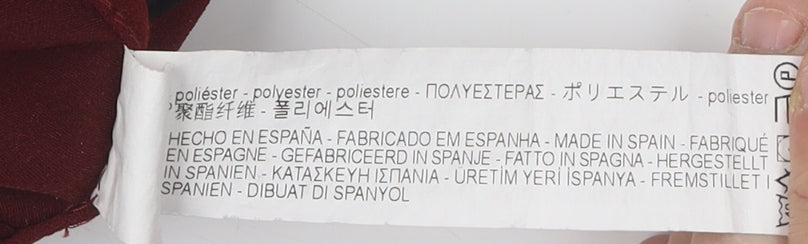 poliéster - polyester - poliestere - ΠΟΛΥΕΣΤΕΡΑΣ - ポリエステル - poliester
聚酯纤维 - 폴리에스터
HECHO EN ESPAÑA - FABRICADO EM ESPANHA - MADE IN SPAIN - FABRIQUÉ
EN ESPAGNE - GEFABRICEERD IN SPANJE - FATTO IN SPAGNA - HERGESTELLT
IN SPANIEN - ΚΑΤΑΣΚΕΥΗ ΙΣΠΑΝΙΑ - ÜRETİM YERİ İSPANYA - FREMSTILLET I
SPANIEN - DIBUAT DI SPANYOL
P